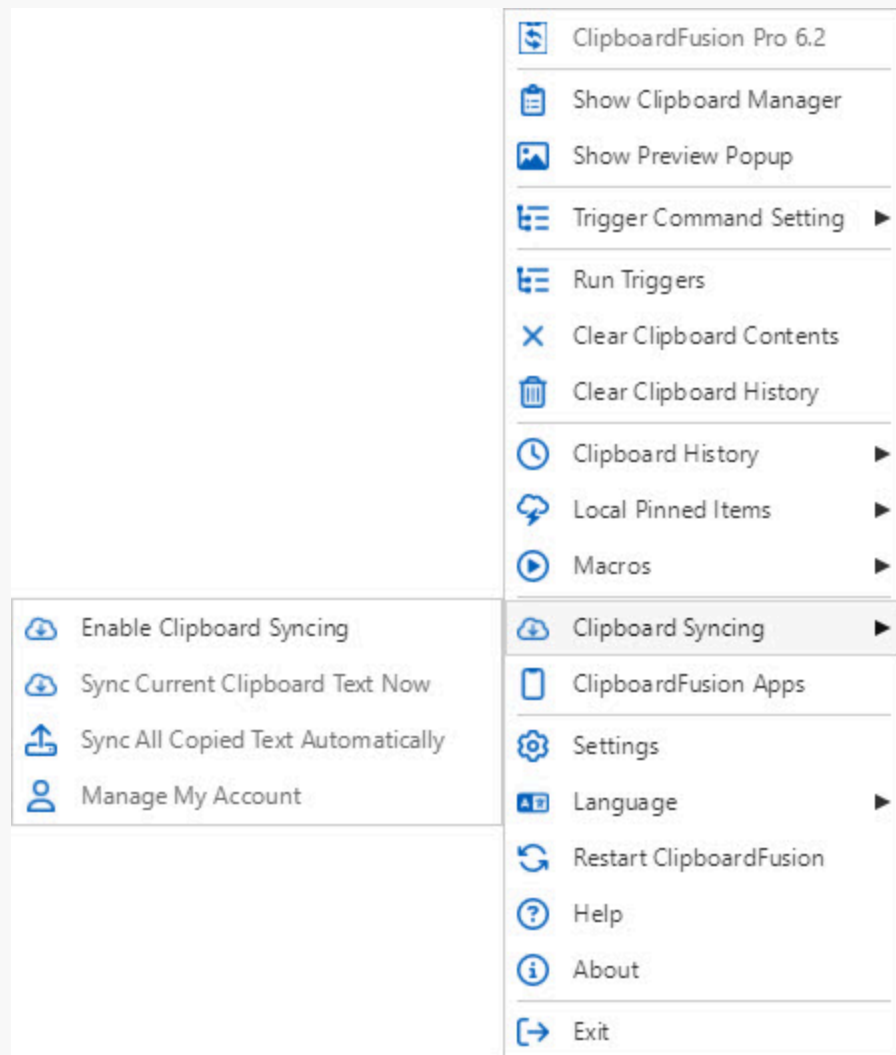 ClipboardFusion Pro 6.2
Show Clipboard Manager
Show Preview Popup
Trigger Command Setting
Run Triggers
Clear Clipboard Contents
Clear Clipboard History
Clipboard History
Local Pinned Items
Macros
Clipboard Syncing
Enable Clipboard Syncing
Sync Current Clipboard Text Now
Sync All Copied Text Automatically
Manage My Account
ClipboardFusion Apps
Settings
Language
Restart ClipboardFusion
Help
About
Exit